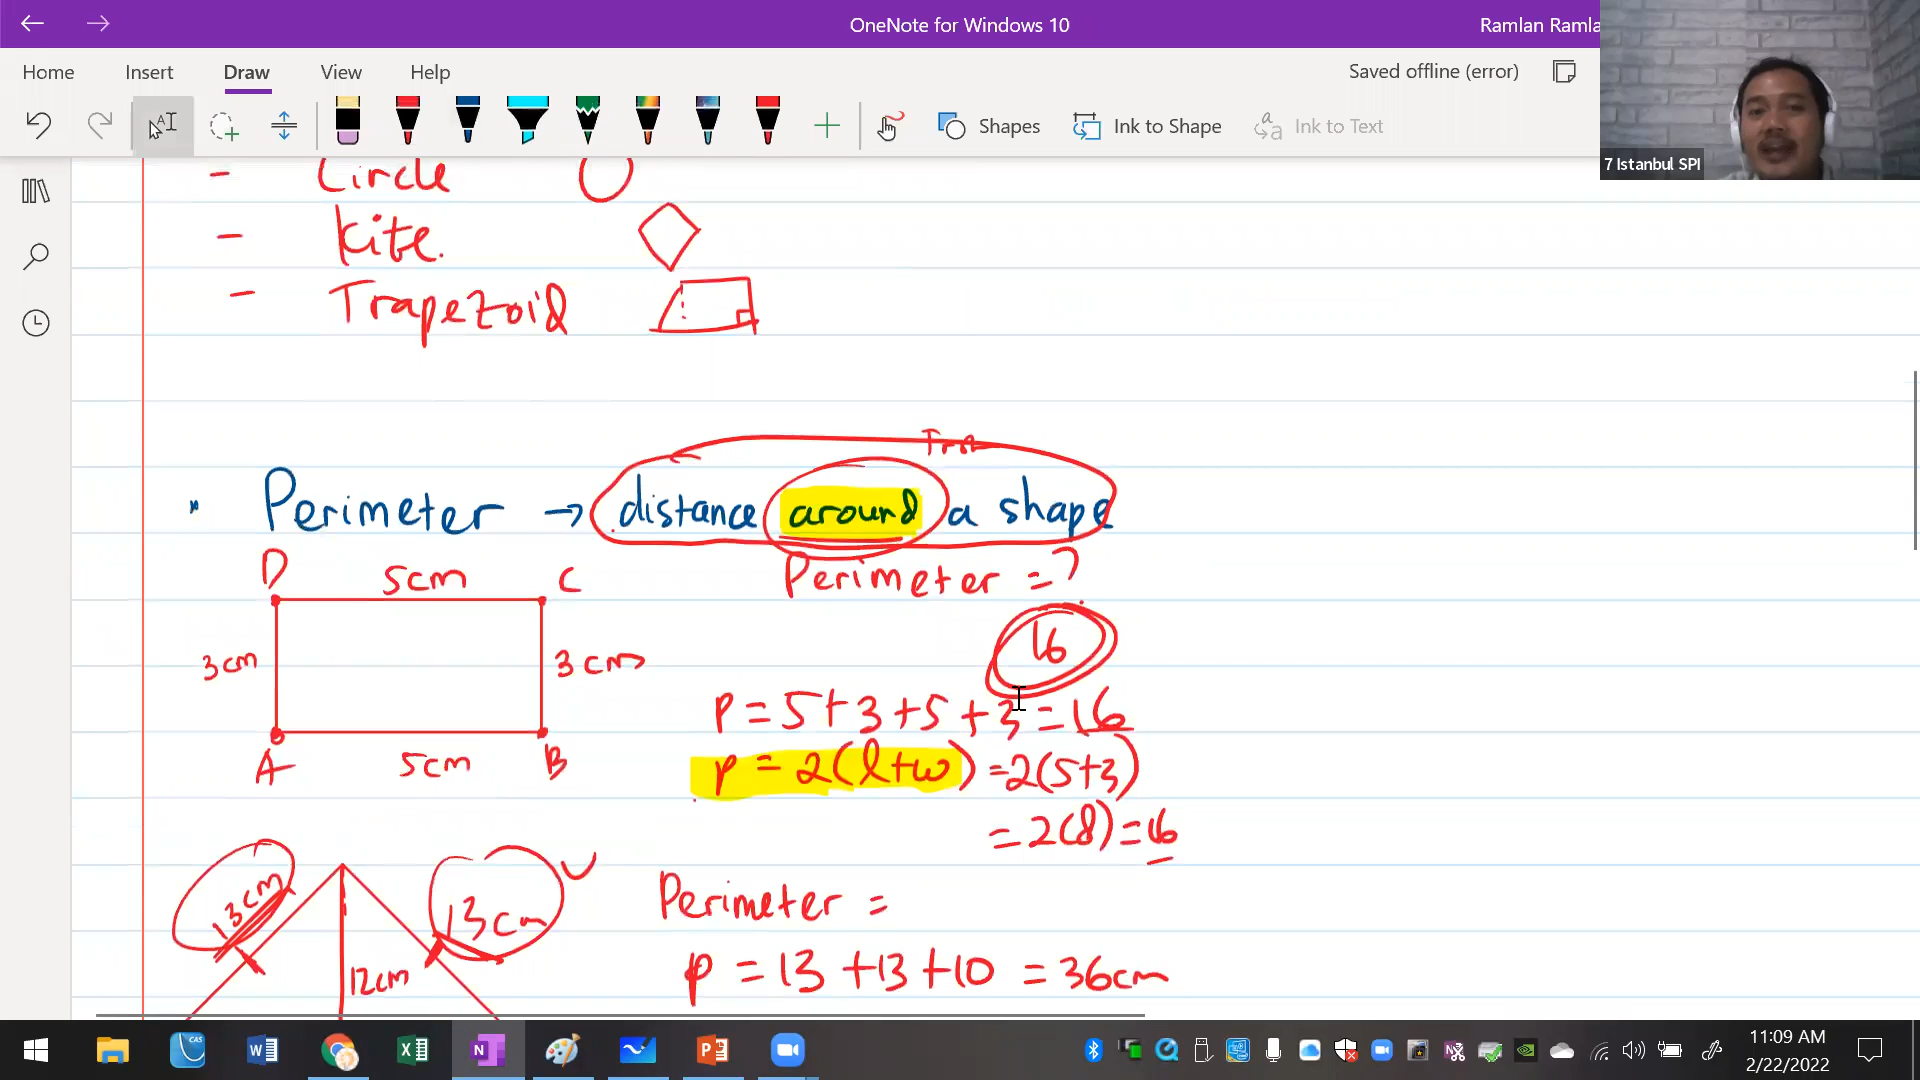 OneNote for Windows 10
Ramlan Ramla
Home Insert Draw View Help
Saved offline (error)
Shapes Ink to Shape Ink to Text
7 Istanbul SPI
- Circle
- Kite.
- Trapezoid
Perimeter → distance around a shape
D 5cm C
Perimeter = ?
16
3cm 3cm
P = 5+3+5+3 = 16
A 5cm B
P = 2(l+w) = 2(5+3)
= 2(8) = 16
13cm 13cm
Perimeter =
12cm
P = 13+13+10 = 36cm
11:09 AM
2/22/2022